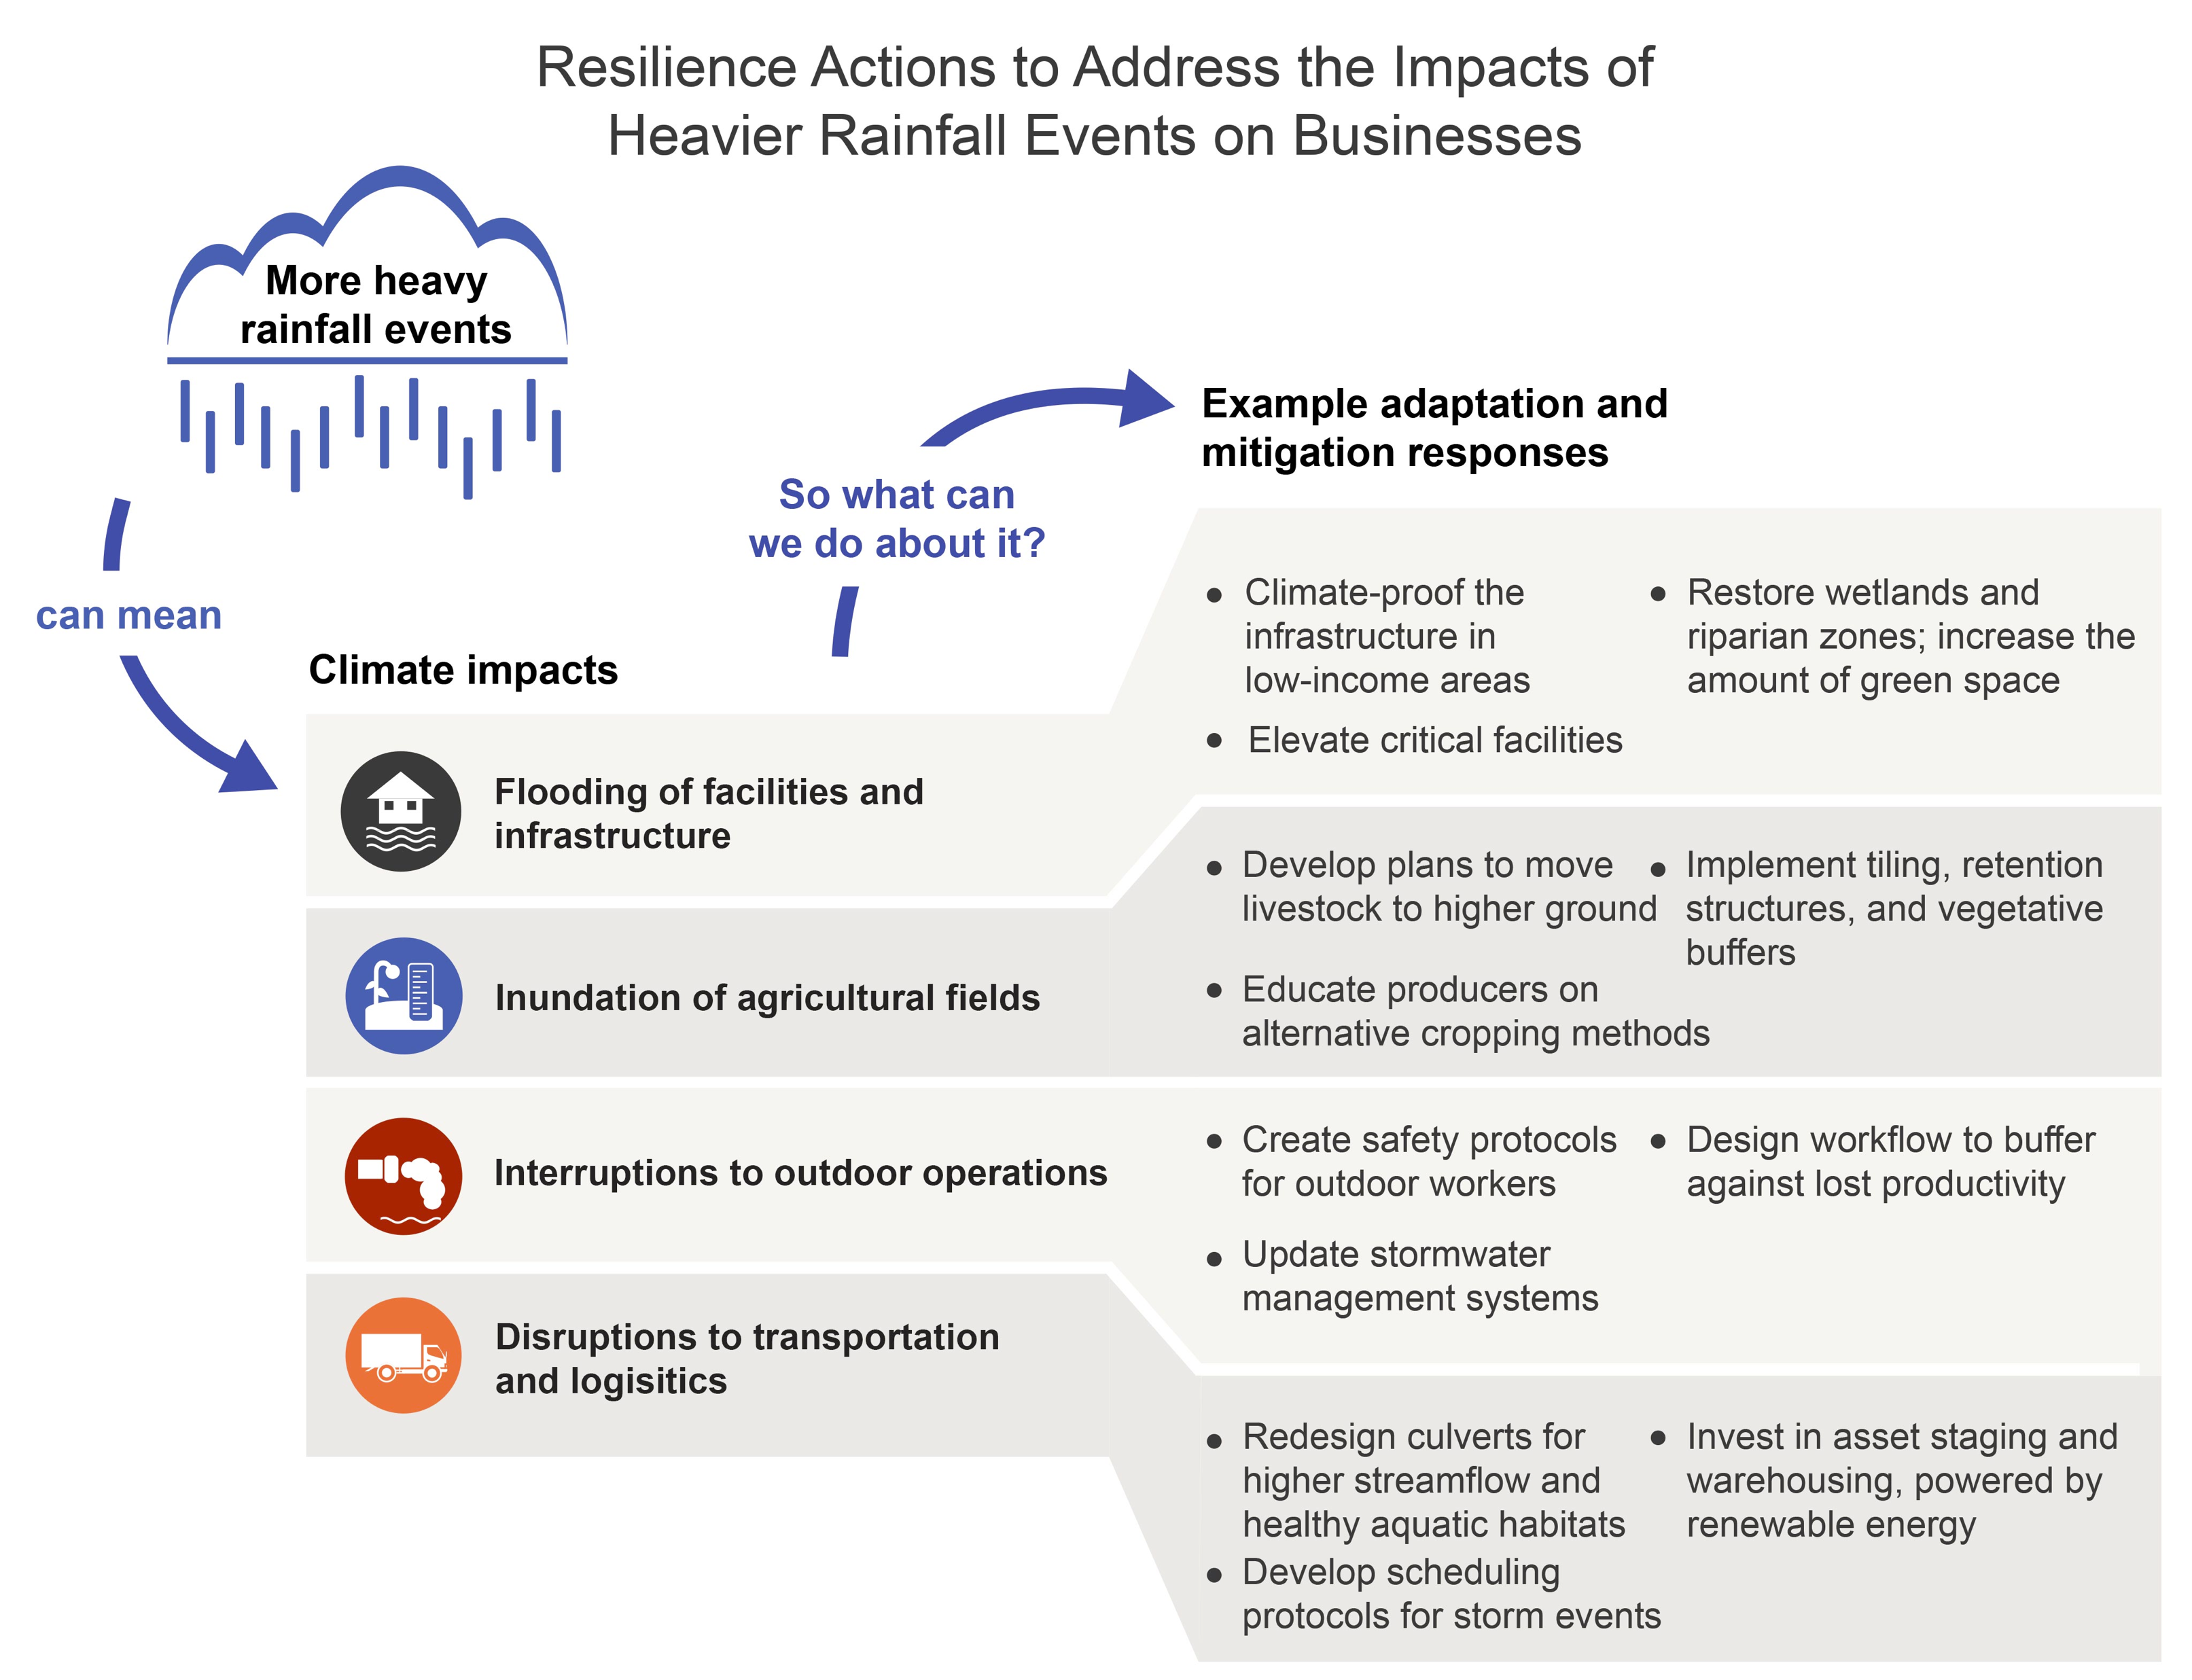 Resilience Actions to Address the Impacts of
Heavier Rainfall Events on Businesses
More heavy
rainfall events
can mean
Climate impacts
So what can
we do about it?
Example adaptation and
mitigation responses
Flooding of facilities and
infrastructure
• Climate-proof the
infrastructure in
low-income areas
• Elevate critical facilities
• Restore wetlands and
riparian zones; increase the
amount of green space
Inundation of agricultural fields
• Develop plans to move
livestock to higher ground
• Educate producers on
alternative cropping methods
• Implement tiling, retention
structures, and vegetative
buffers
Interruptions to outdoor operations
• Create safety protocols
for outdoor workers
• Update stormwater
management systems
• Design workflow to buffer
against lost productivity
Disruptions to transportation
and logisitics
• Redesign culverts for
higher streamflow and
healthy aquatic habitats
• Develop scheduling
protocols for storm events
• Invest in asset staging and
warehousing, powered by
renewable energy